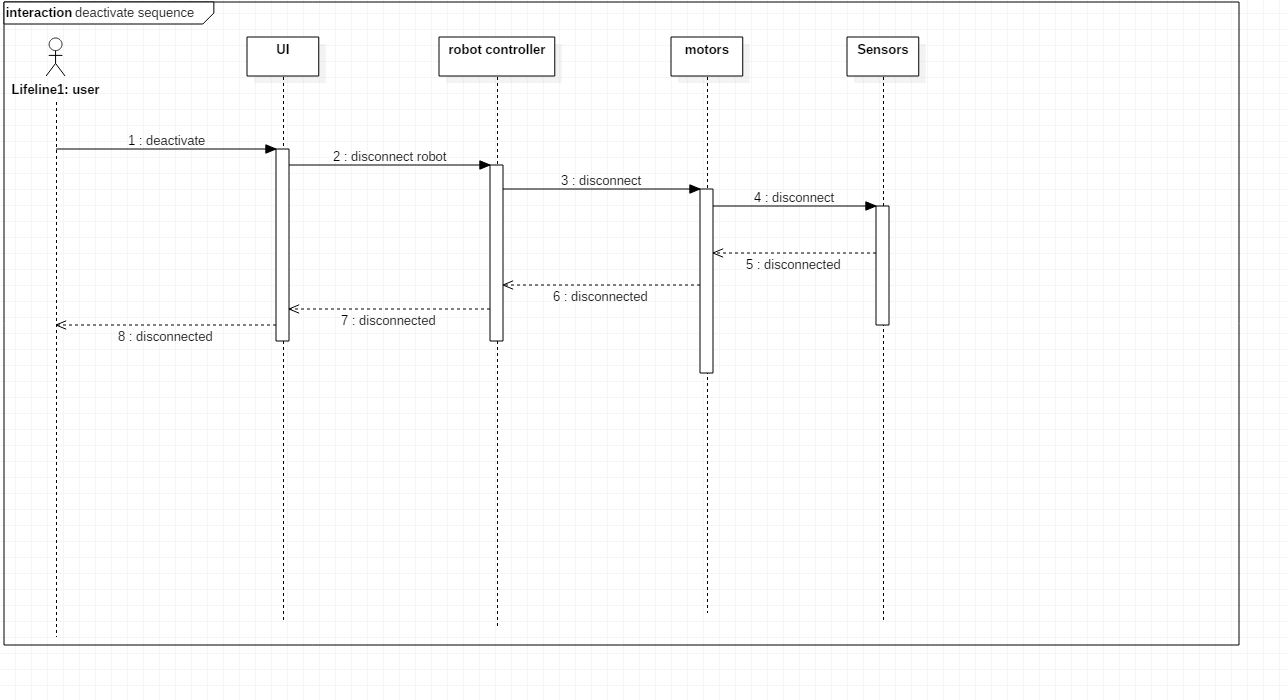 interaction deactivate sequence
UI
robot controller
motors
Sensors
Lifeline1: user
1 : deactivate
2 : disconnect robot
3 : disconnect
4 : disconnect
5 : disconnected
6 : disconnected
7 : disconnected
8 : disconnected